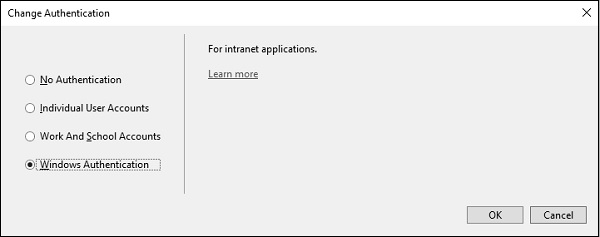 Change Authentication
No Authentication
Individual User Accounts
Work And School Accounts
Windows Authentication
For intranet applications.
Learn more
OK
Cancel